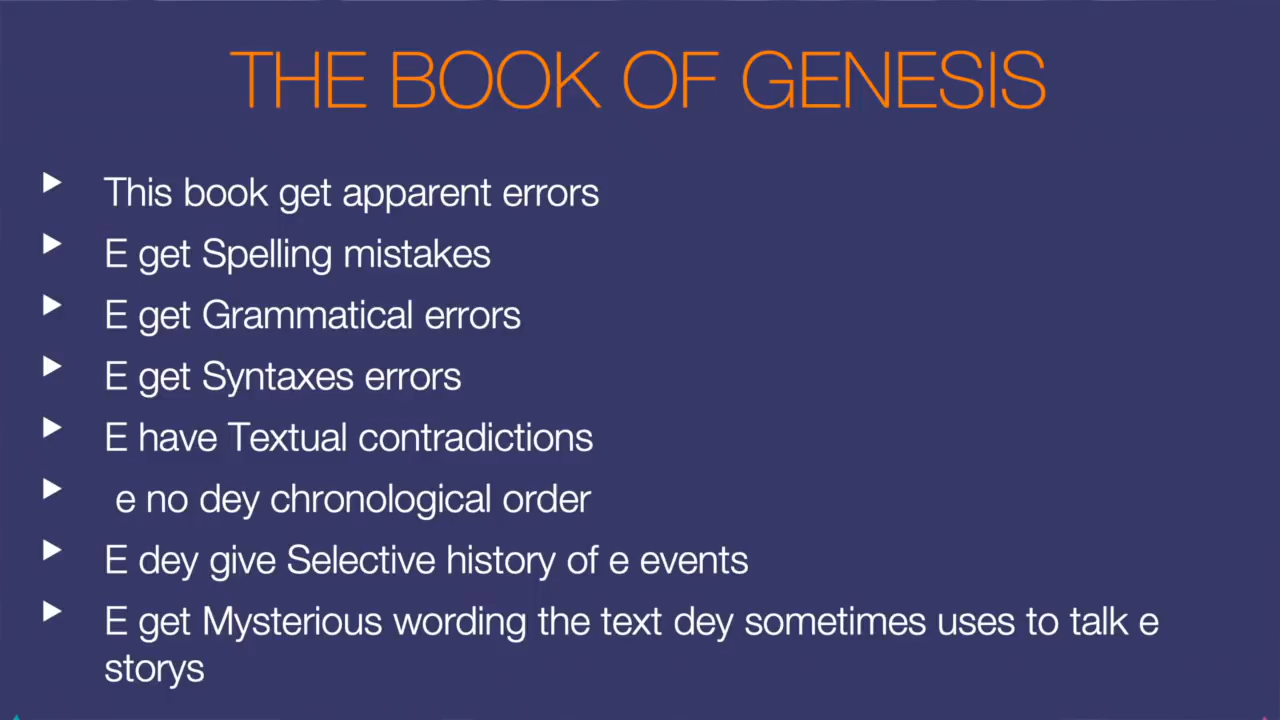 THE BOOK OF GENESIS
This book get apparent errors
E get Spelling mistakes
E get Grammatical errors
E get Syntaxes errors
E have Textual contradictions
e no dey chronological order
E dey give Selective history of e events
E get Mysterious wording the text dey sometimes uses to talk e
storys